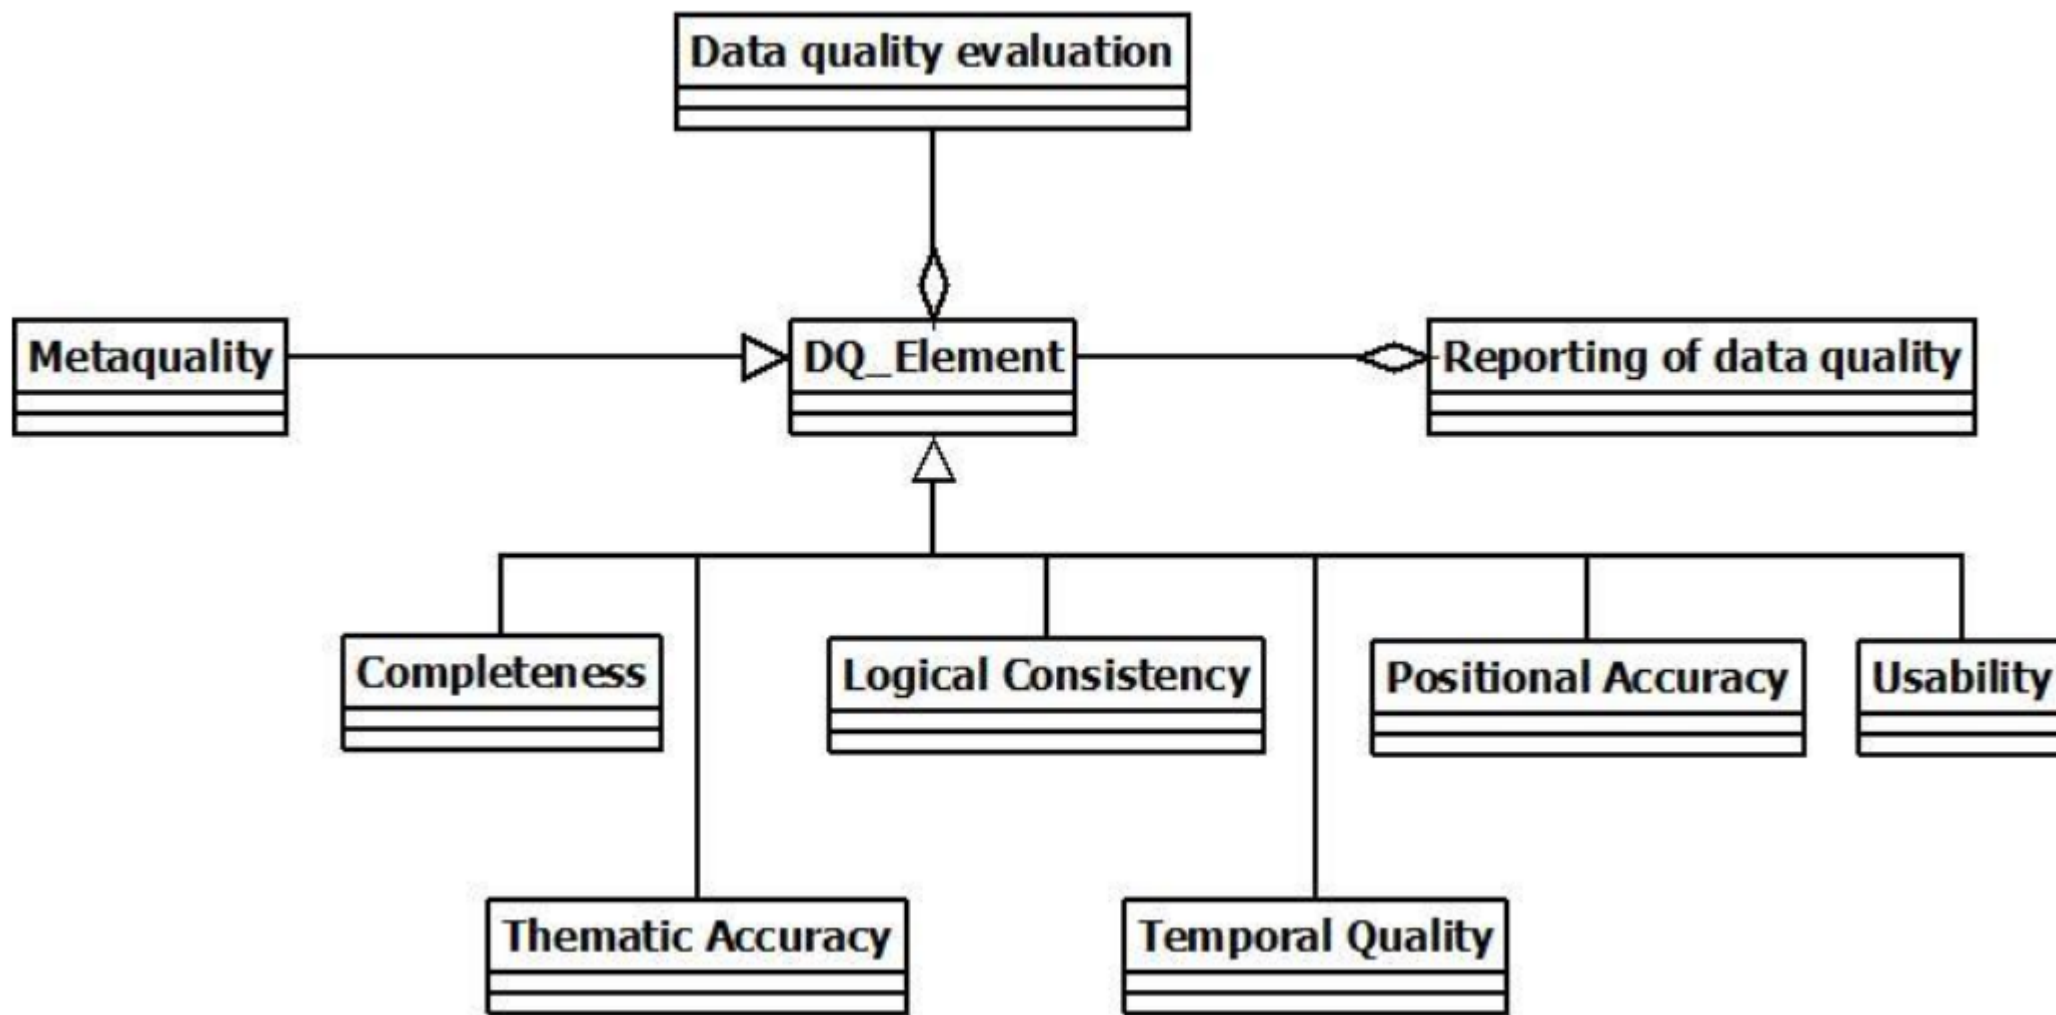 Data quality evaluation
Metaquality
DQ_Element
Reporting of data quality
Completeness
Logical Consistency
Positional Accuracy
Usability
Thematic Accuracy
Temporal Quality